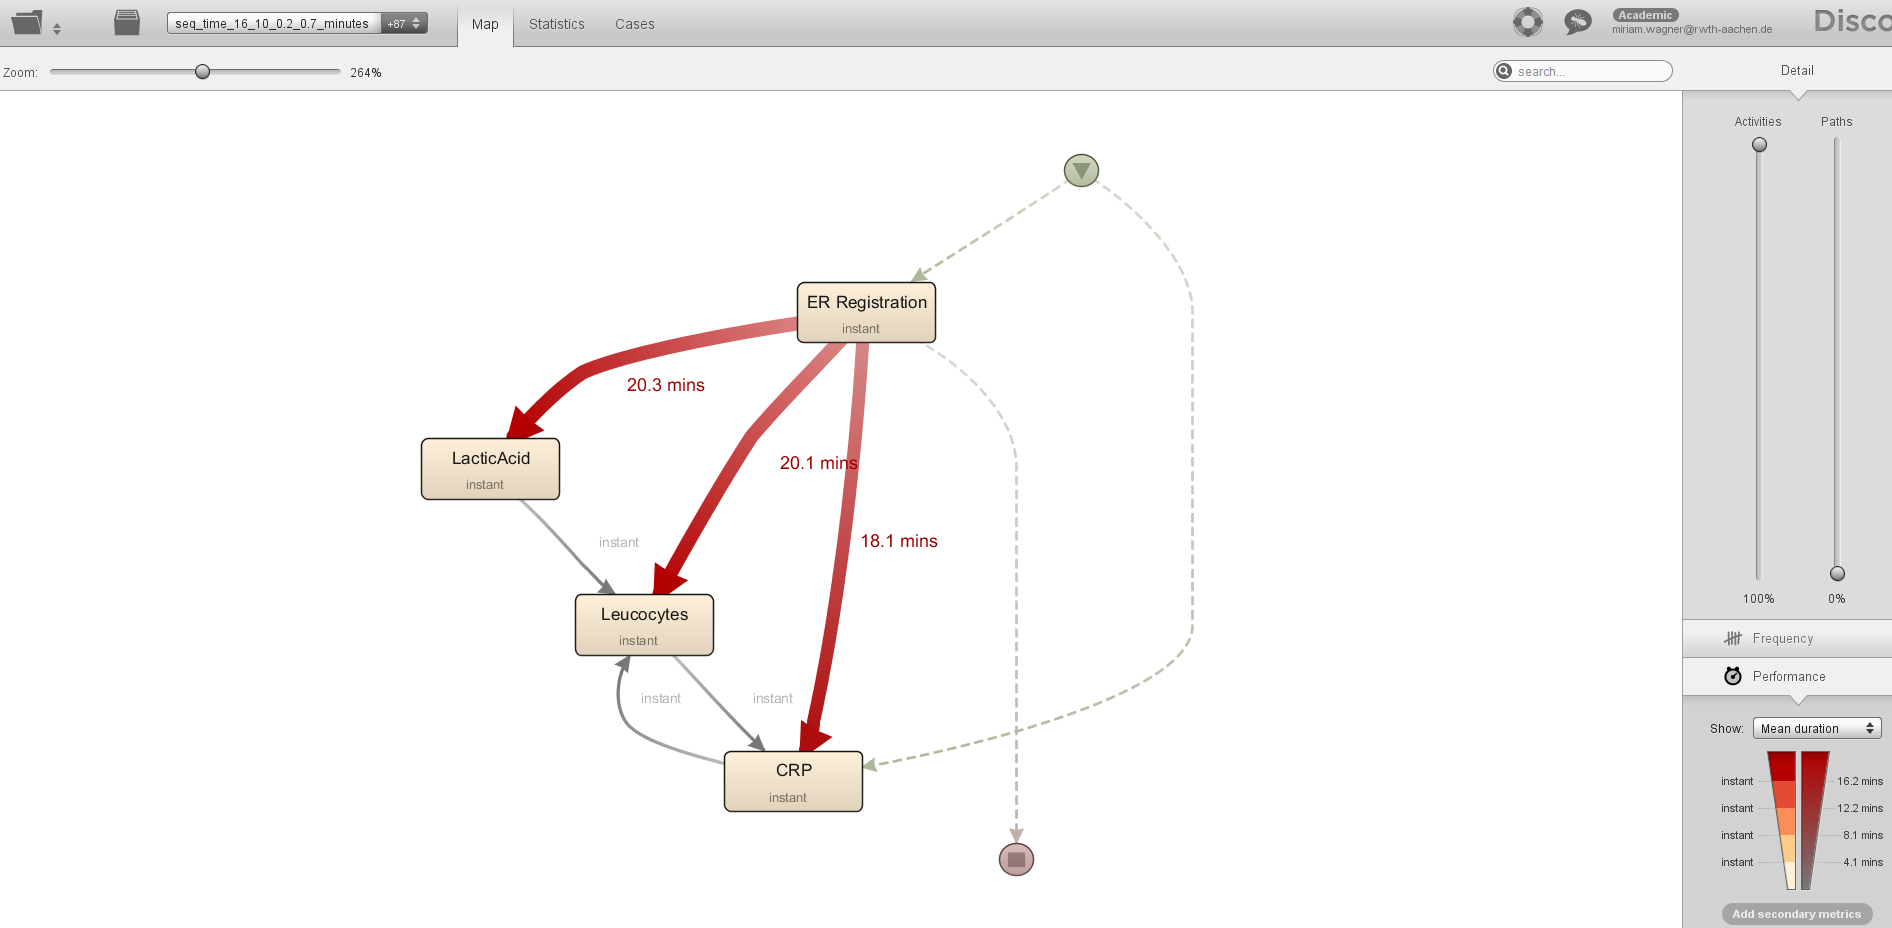 seq_time_16_10_0.2_0.7_minutes +87
Map Statistics Cases
Academic
miriam.wagner@rwth-aachen.de
Disco
Zoom: 264%
search...
Detail
Activities Paths
ER Registration
instant
20.3 mins
LacticAcid
instant
20.1 mins
instant
18.1 mins
Leucocytes
instant
instant
instant
CRP
instant
100% 0%
Frequency
Performance
Show: Mean duration
instant 16.2 mins
instant 12.2 mins
instant 8.1 mins
instant 4.1 mins
Add secondary metrics